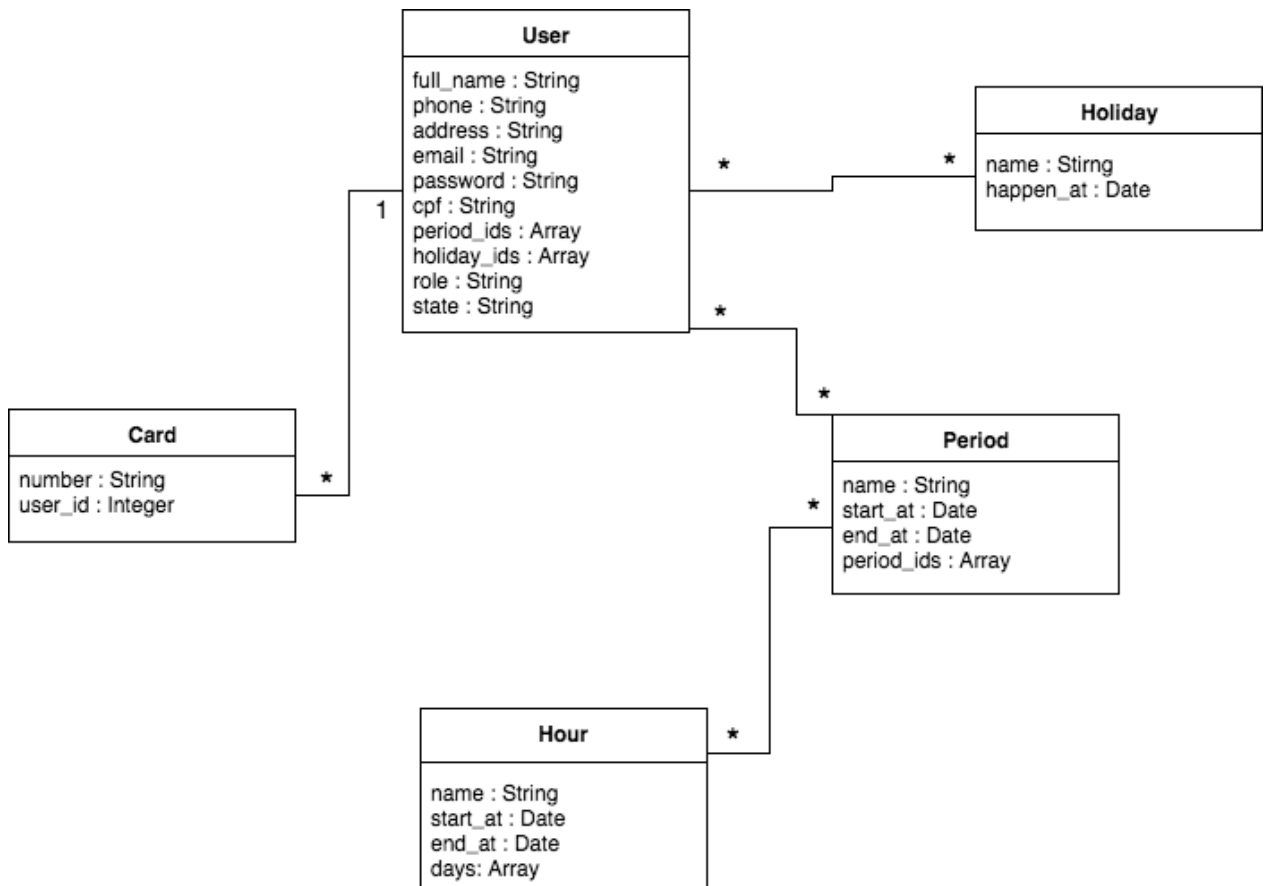 User
full_name : String
phone : String
address : String
email : String
password : String
cpf : String
period_ids : Array
holiday_ids : Array
role : String
state : String
Holiday
name : Stirng
happen_at : Date
*
*
1
*
*
Card
number : String
user_id : Integer
*
Period
name : String
start_at : Date
end_at : Date
period_ids : Array
*
Hour
name : String
start_at : Date
end_at : Date
days: Array
*